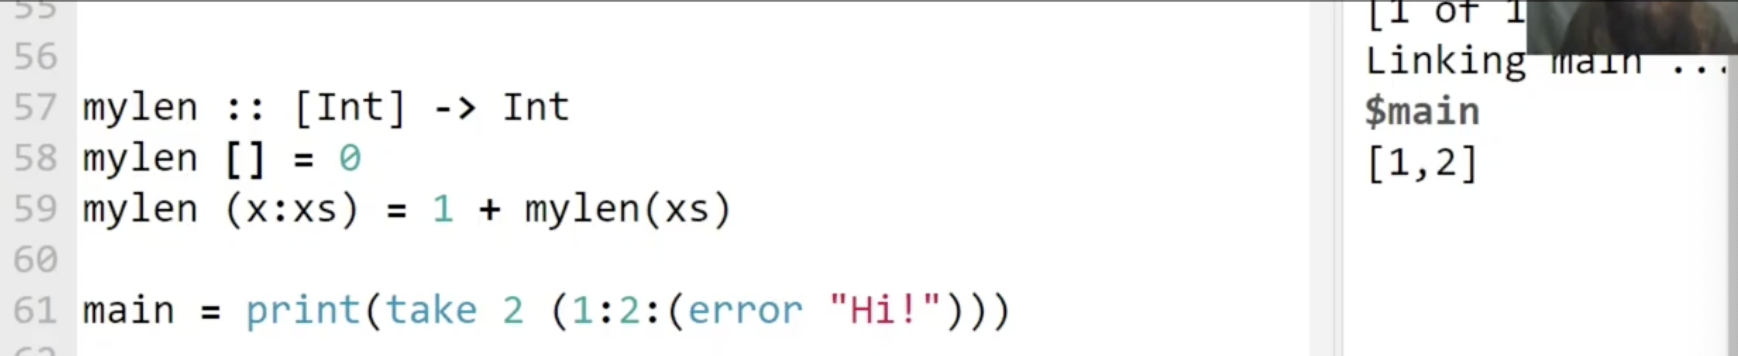 55
56
57 mylen :: [Int] -> Int
58 mylen [] = 0
59 mylen (x:xs) = 1 + mylen(xs)
60
61 main = print(take 2 (1:2:(error "Hi!")))
62
[1 of 1
Linking main ...
$main
[1,2]